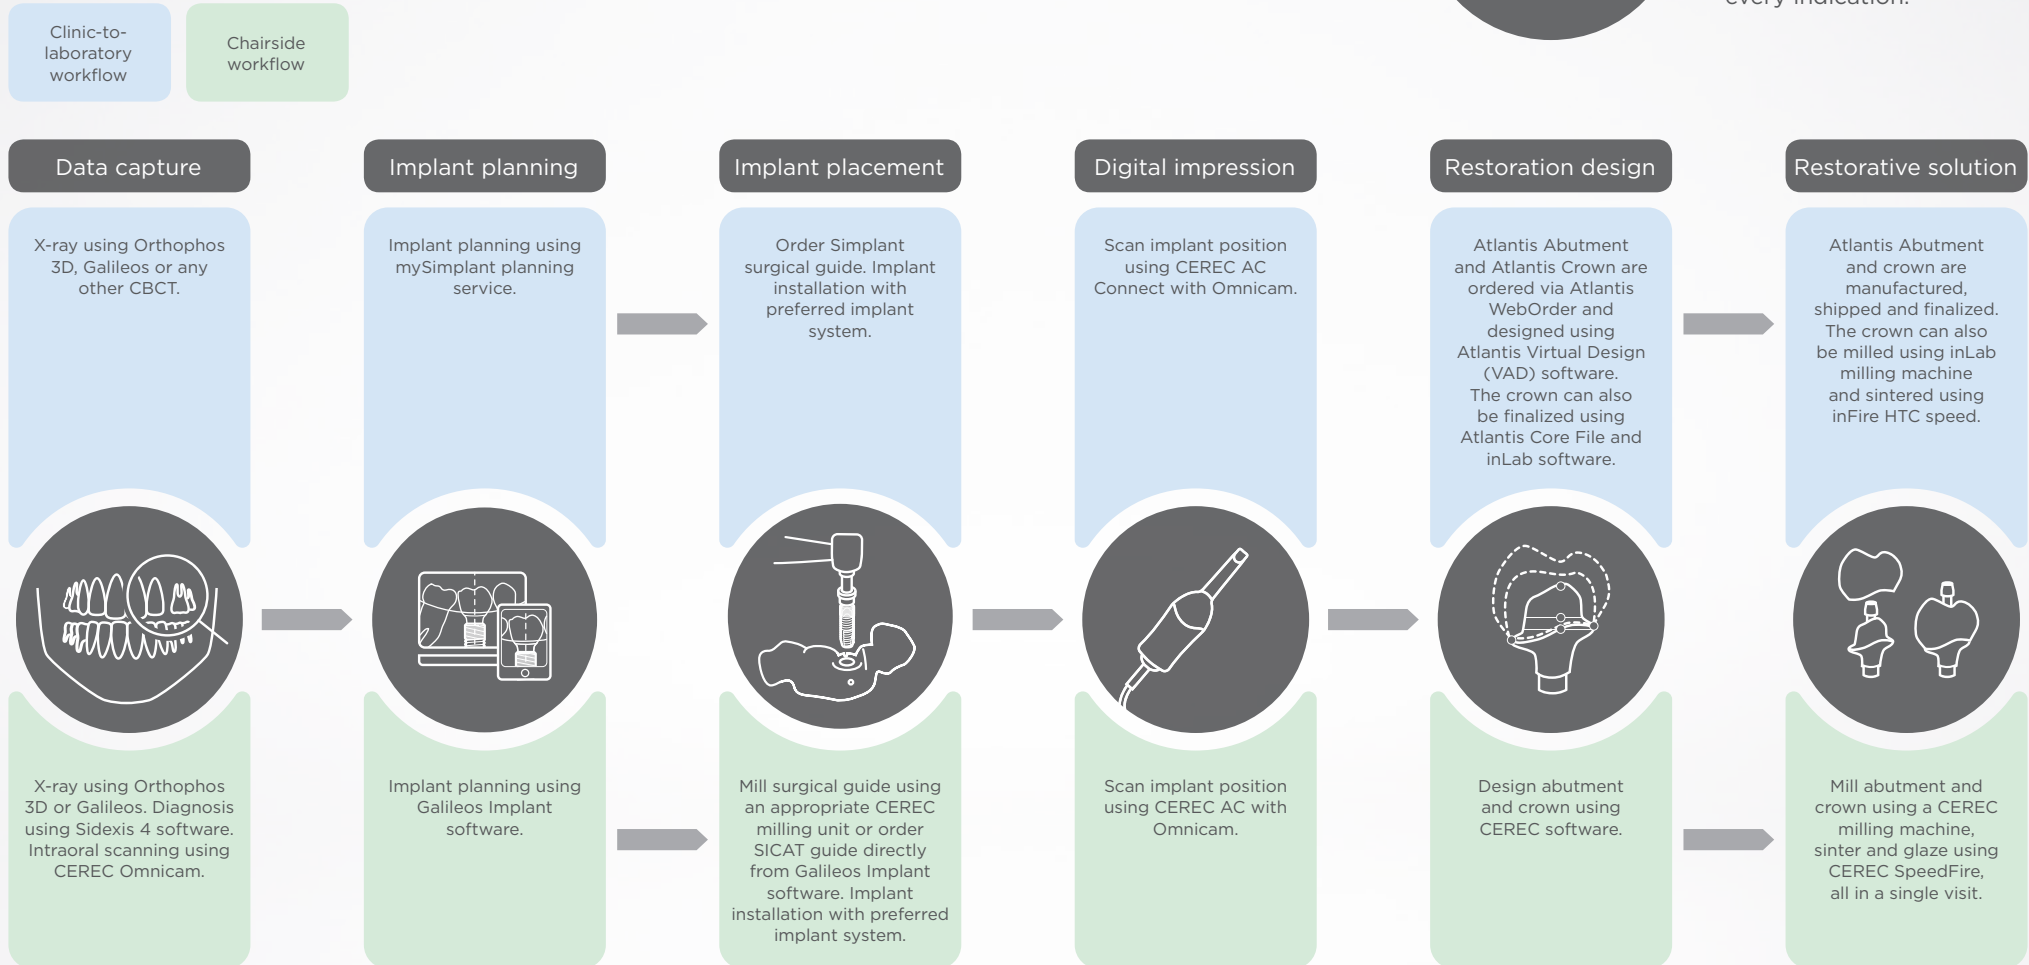 every indication.
Clinic-to-
laboratory
workflow
Chairside
workflow
Data capture
Implant planning
Implant placement
Digital impression
Restoration design
Restorative solution
X-ray using Orthophos
3D, Galileos or any
other CBCT.
Implant planning using
mySimplant planning
service.
Order Simplant
surgical guide. Implant
installation with
preferred implant
system.
Scan implant position
using CEREC AC
Connect with Omnicam.
Atlantis Abutment
and Atlantis Crown are
ordered via Atlantis
WebOrder and
designed using
Atlantis Virtual Design
(VAD) software.
The crown can also
be finalized using
Atlantis Core File and
inLab software.
Atlantis Abutment
and crown are
manufactured,
shipped and finalized.
The crown can also
be milled using inLab
milling machine
and sintered using
inFire HTC speed.
X-ray using Orthophos
3D or Galileos. Diagnosis
using Sidexis 4 software.
Intraoral scanning using
CEREC Omnicam.
Implant planning using
Galileos Implant
software.
Mill surgical guide using
an appropriate CEREC
milling unit or order
SICAT guide directly
from Galileos Implant
software. Implant
installation with preferred
implant system.
Scan implant position
using CEREC AC with
Omnicam.
Design abutment
and crown using
CEREC software.
Mill abutment and
crown using a CEREC
milling machine,
sinter and glaze using
CEREC SpeedFire,
all in a single visit.